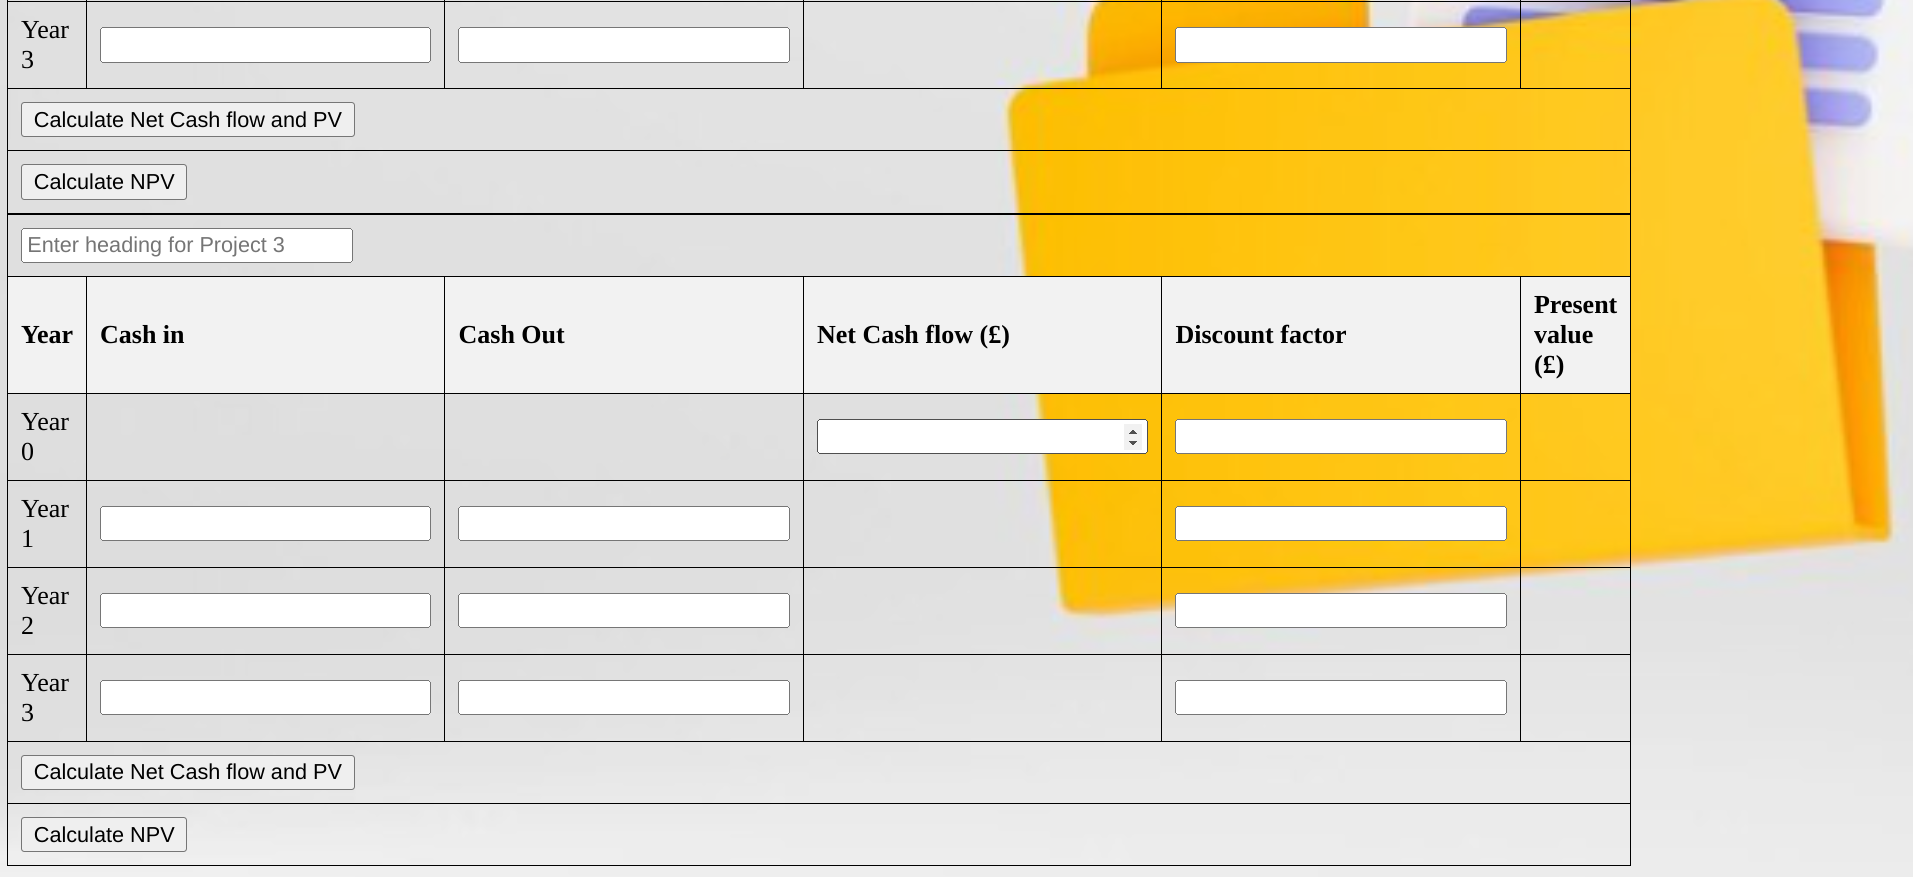 Year
3
Calculate Net Cash flow and PV
Calculate NPV
Enter heading for Project 3
Year Cash in Cash Out Net Cash flow (£) Discount factor Present
value
(£)
Year
0
Year
1
Year
2
Year
3
Calculate Net Cash flow and PV
Calculate NPV